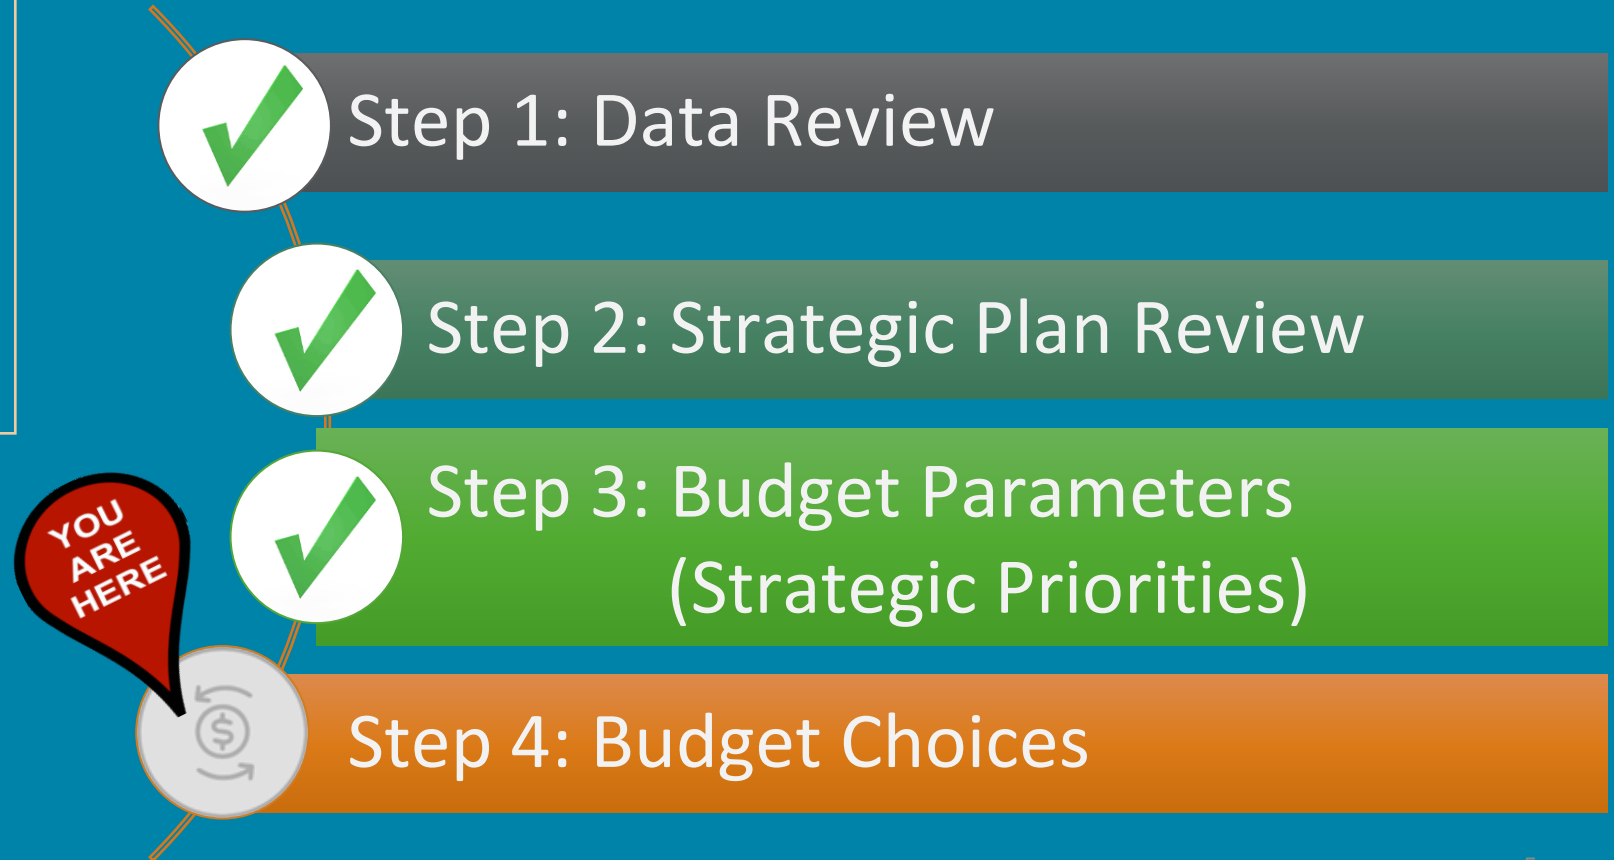 Step 1: Data Review
Step 2: Strategic Plan Review
Step 3: Budget Parameters
(Strategic Priorities)
YOU
ARE
HERE
$
Step 4: Budget Choices